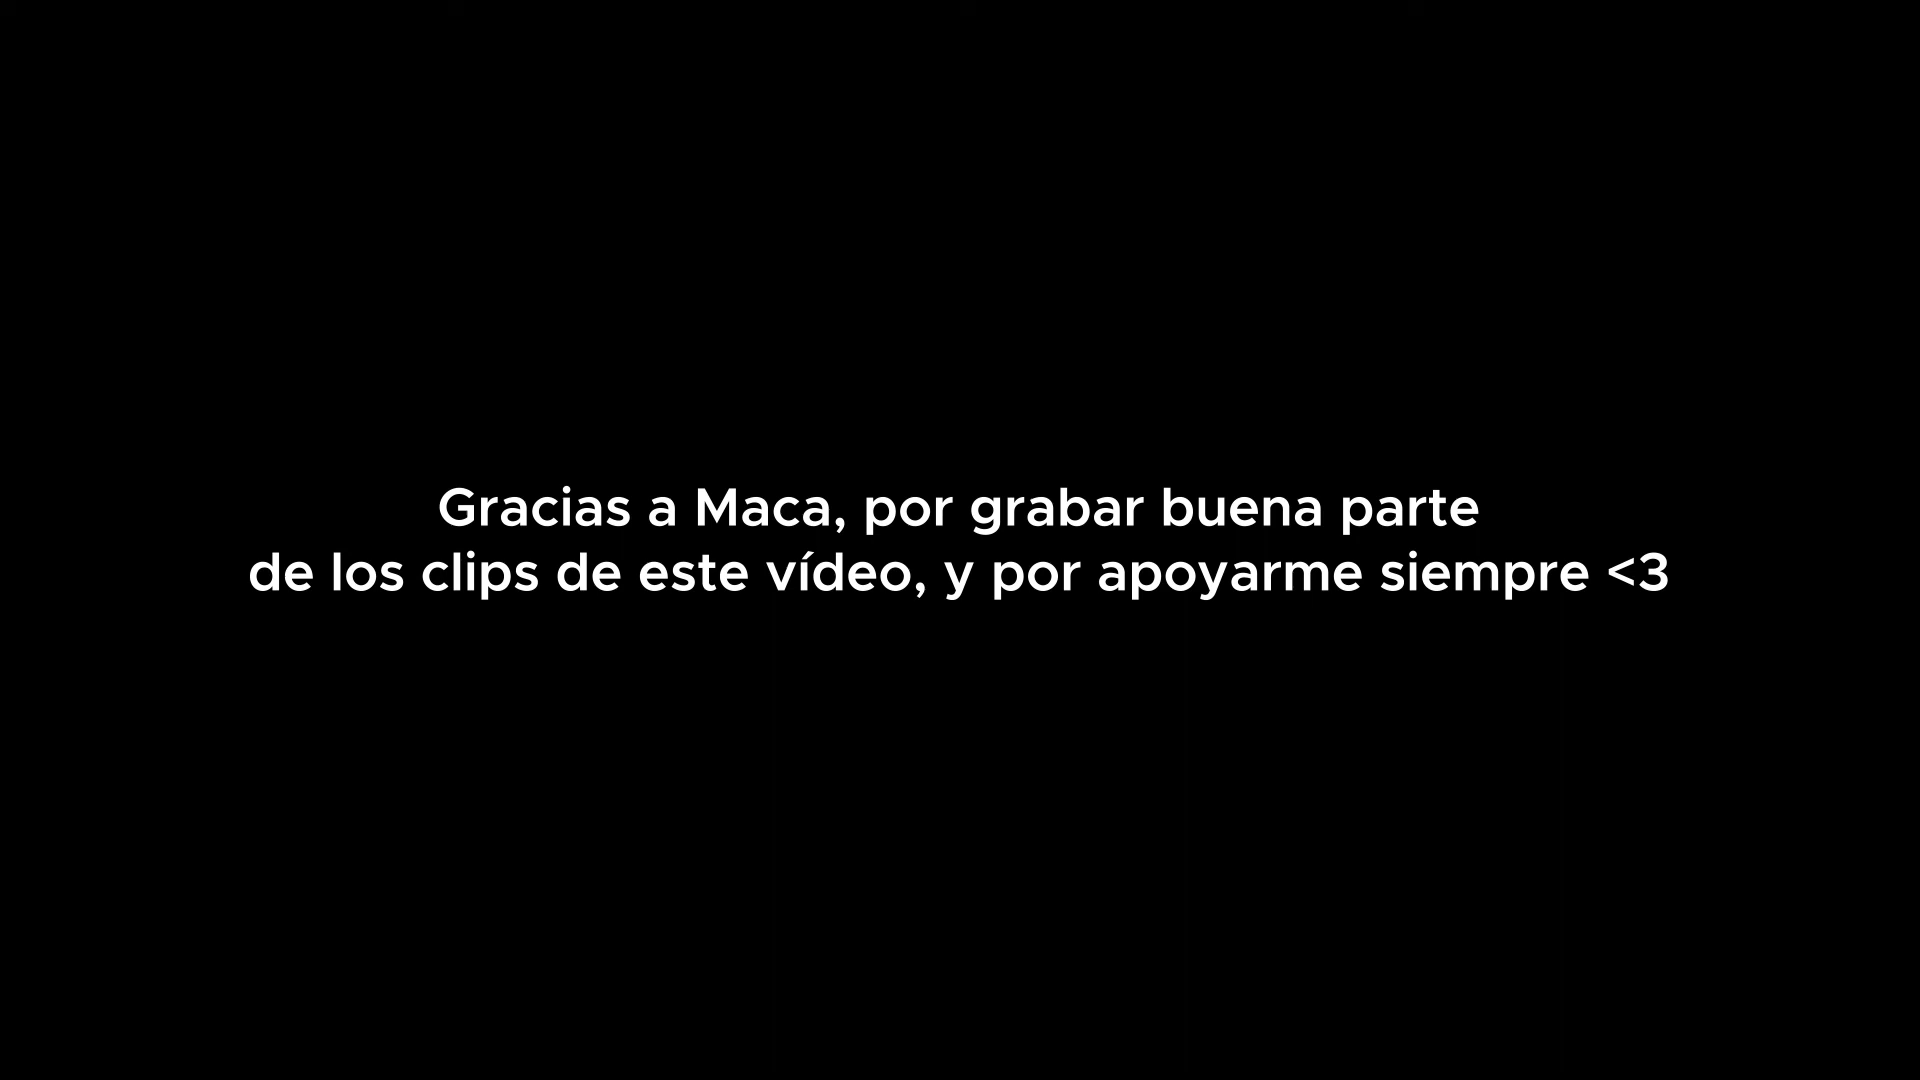 Gracias a Maca, por grabar buena parte
de los clips de este vídeo, y por apoyarme siempre <3